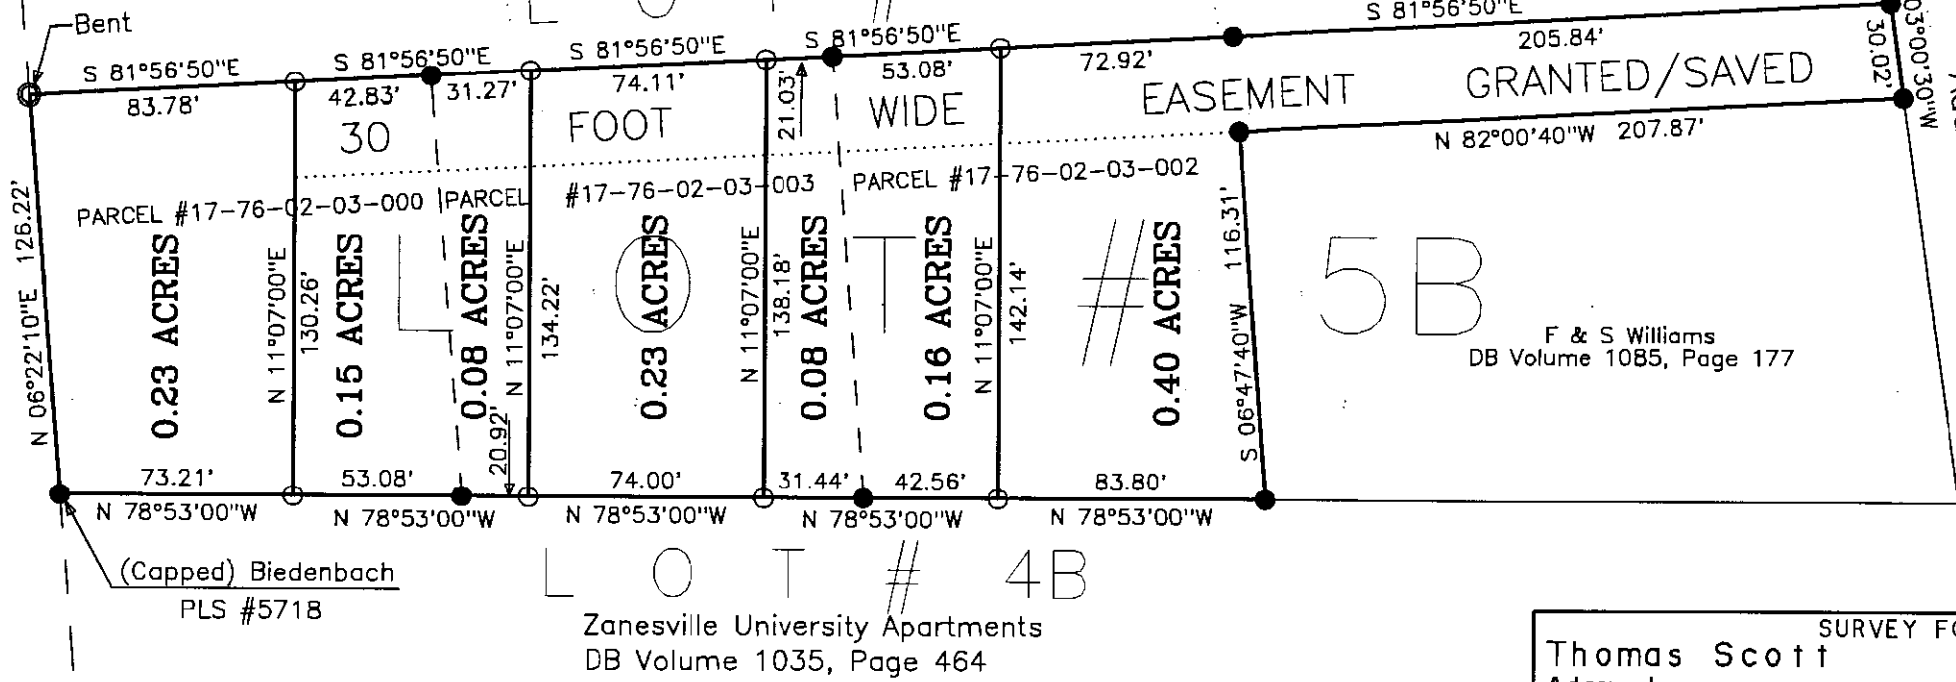 L O T #
Bent
S 81°56'50"E
S 81°56'50"E
S 81°56'50"E
S 81°56'50"E
S 81°56'50"E
83.78'
42.83'
31.27'
74.11'
21.03'
53.08'
72.92'
205.84'
30.02'
03°00'30"W
30 FOOT WIDE EASEMENT GRANTED/SAVED
N 82°00'40"W 207.87'
PARCEL #17-76-02-03-000
PARCEL #17-76-02-03-003
PARCEL #17-76-02-03-002
N 06°22'10"E 126.22'
0.23 ACRES
N 11°07'00"E
130.26'
0.15 ACRES
0.08 ACRES
N 11°07'00"E
134.22'
0.23 ACRES
N 11°07'00"E
138.18'
0.08 ACRES
0.16 ACRES
N 11°07'00"E
142.14'
0.40 ACRES
S 06°47'40"W 116.31'
L O T # 5B
F & S Williams
DB Volume 1085, Page 177
20.92'
73.21'
53.08'
74.00'
31.44'
42.56'
83.80'
N 78°53'00"W
N 78°53'00"W
N 78°53'00"W
N 78°53'00"W
N 78°53'00"W
(Capped) Biedenbach
PLS #5718
L O T # 4B
Zanesville University Apartments
DB Volume 1035, Page 464
SURVEY FO
Thomas Scott